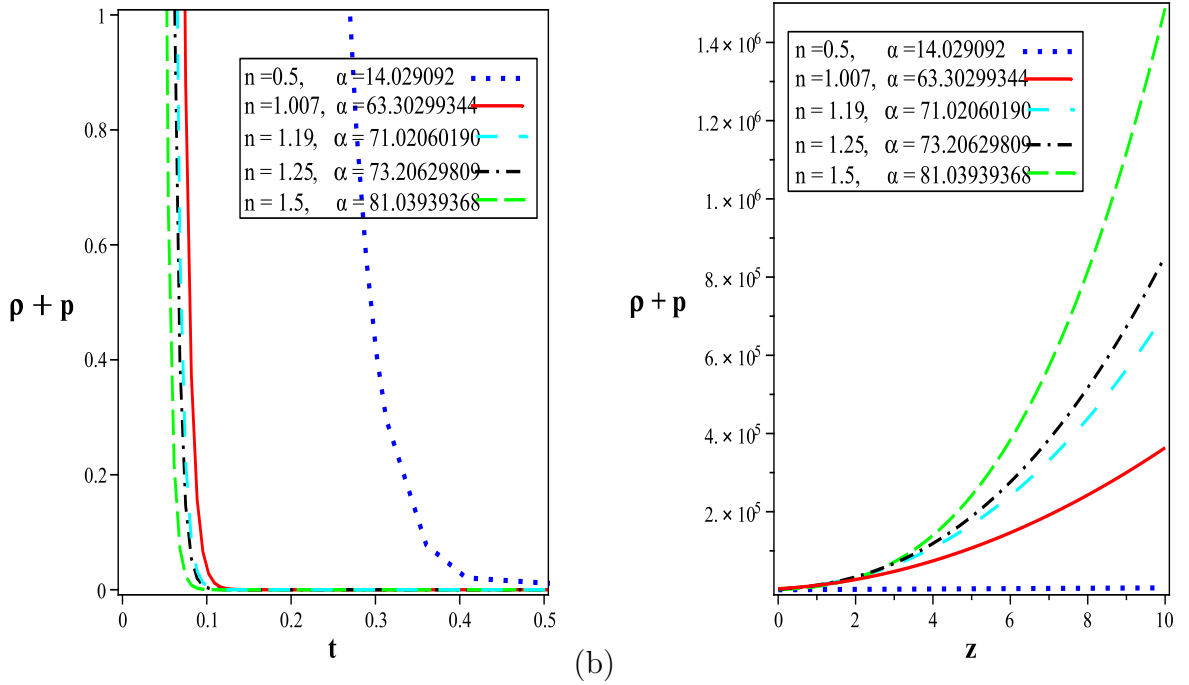 1
0.8
0.6
ρ + p
0.4
0.2
0
0 0.1 0.2 0.3 0.4 0.5
t
n =0.5, α =14.029092
n =1.007, α =63.30299344
n = 1.19, α = 71.02060190
n = 1.25, α = 73.20629809
n = 1.5, α = 81.03939368
(b)
1.4 × 10⁶
1.2 × 10⁶
1. × 10⁶
8. × 10⁵
ρ + p
6. × 10⁵
4. × 10⁵
2. × 10⁵
0 2 4 6 8 10
z
n =0.5, α =14.029092
n =1.007, α =63.30299344
n = 1.19, α = 71.02060190
n = 1.25, α = 73.20629809
n = 1.5, α = 81.03939368